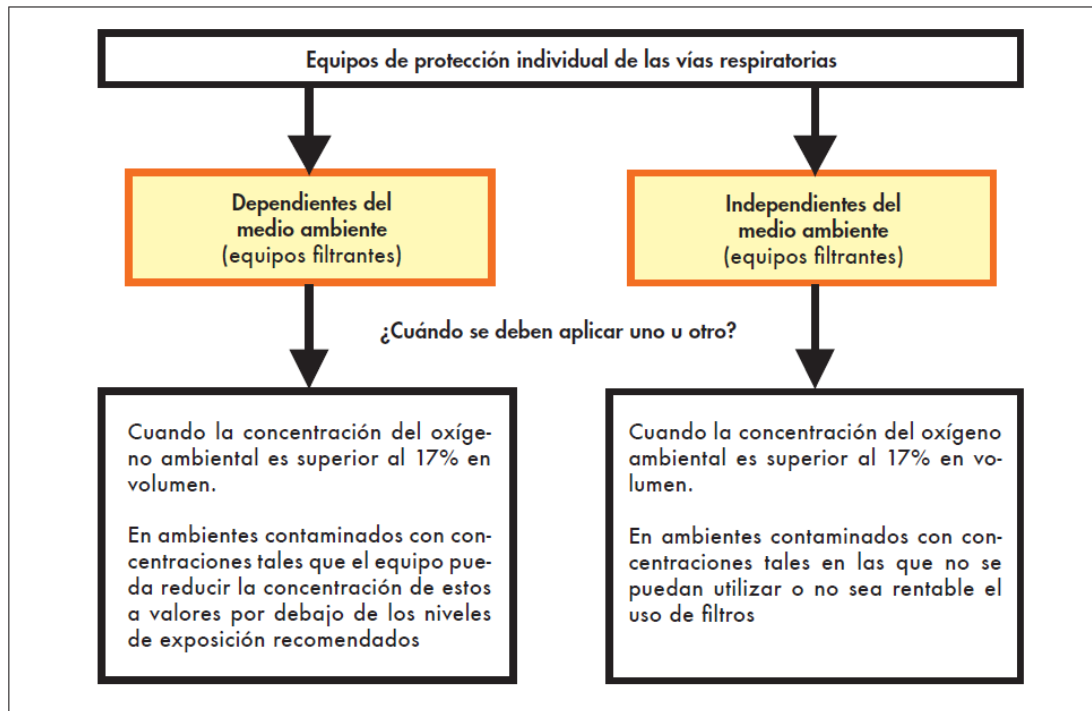 Equipos de protección individual de las vías respiratorias
Dependientes del
medio ambiente
(equipos filtrantes)
Independientes del
medio ambiente
(equipos filtrantes)
¿Cuándo se deben aplicar uno u otro?
Cuando la concentración del oxíge-
no ambiental es superior al 17% en
volumen.
En ambientes contaminados con con-
centraciones tales que el equipo pue-
da reducir la concentración de estos
a valores por debajo de los niveles
de exposición recomendados
Cuando la concentración del oxígeno
ambiental es superior al 17% en vo-
lumen.
En ambientes contaminados con con-
centraciones tales en las que no se
puedan utilizar o no sea rentable el
uso de filtros